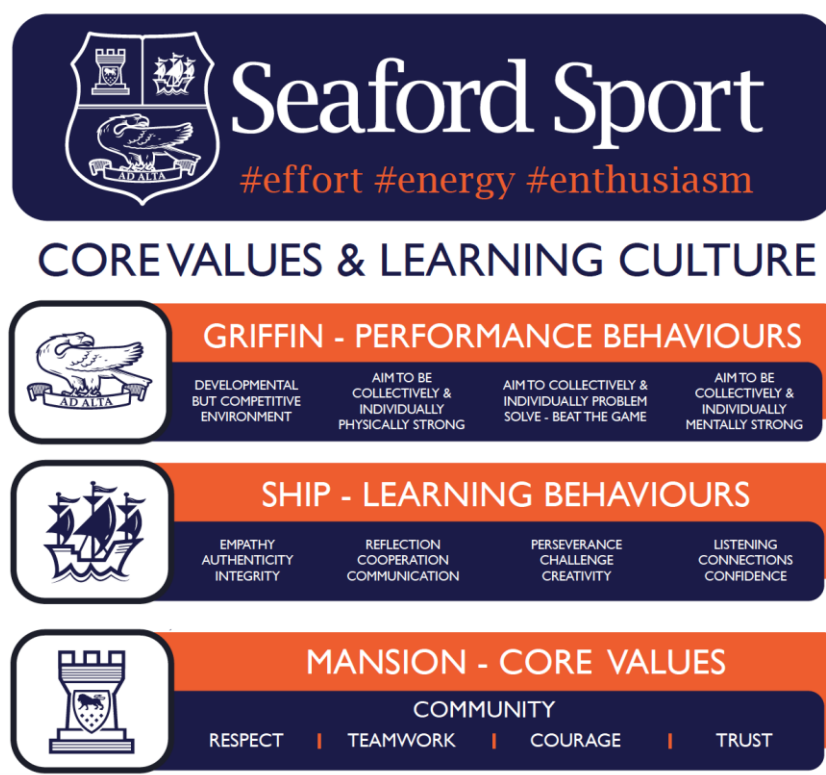 AD ALTA
Seaford Sport
#effort #energy #enthusiasm
CORE VALUES & LEARNING CULTURE
AD ALTA
GRIFFIN - PERFORMANCE BEHAVIOURS
DEVELOPMENTAL
BUT COMPETITIVE
ENVIRONMENT
AIM TO BE
COLLECTIVELY &
INDIVIDUALLY
PHYSICALLY STRONG
AIM TO COLLECTIVELY &
INDIVIDUALLY PROBLEM
SOLVE - BEAT THE GAME
AIM TO BE
COLLECTIVELY &
INDIVIDUALLY
MENTALLY STRONG
SHIP - LEARNING BEHAVIOURS
EMPATHY
AUTHENTICITY
INTEGRITY
REFLECTION
COOPERATION
COMMUNICATION
PERSEVERANCE
CHALLENGE
CREATIVITY
LISTENING
CONNECTIONS
CONFIDENCE
MANSION - CORE VALUES
COMMUNITY
RESPECT | TEAMWORK | COURAGE | TRUST